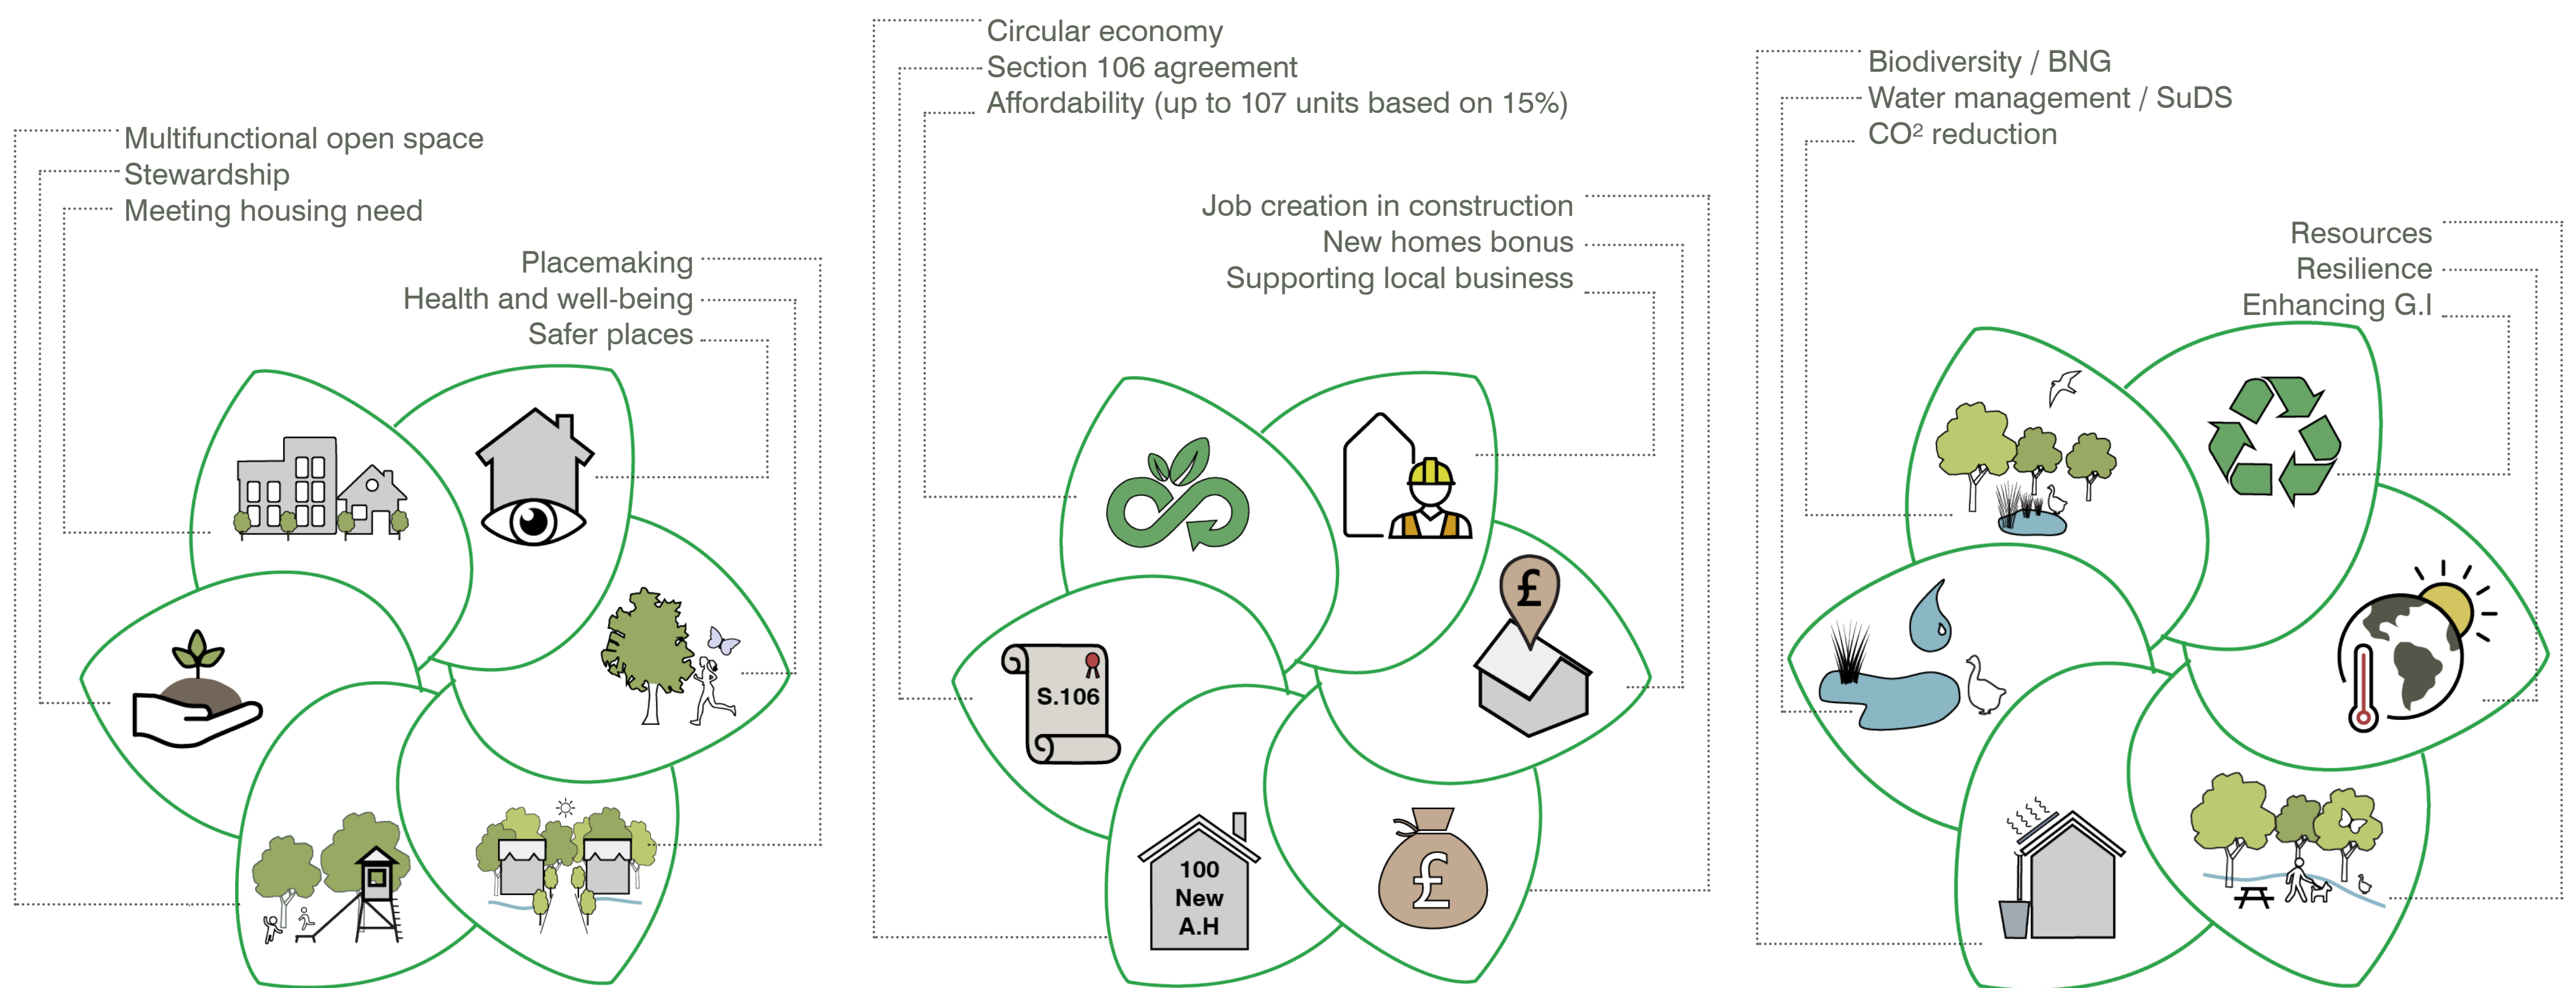 Multifunctional open space
Stewardship
Meeting housing need
Placemaking
Health and well-being
Safer places
Circular economy
Section 106 agreement
Affordability (up to 107 units based on 15%)
Job creation in construction
New homes bonus
Supporting local business
£
S.106
100
New
A.H
£
Biodiversity / BNG
Water management / SuDS
CO² reduction
Resources
Resilience
Enhancing G.I